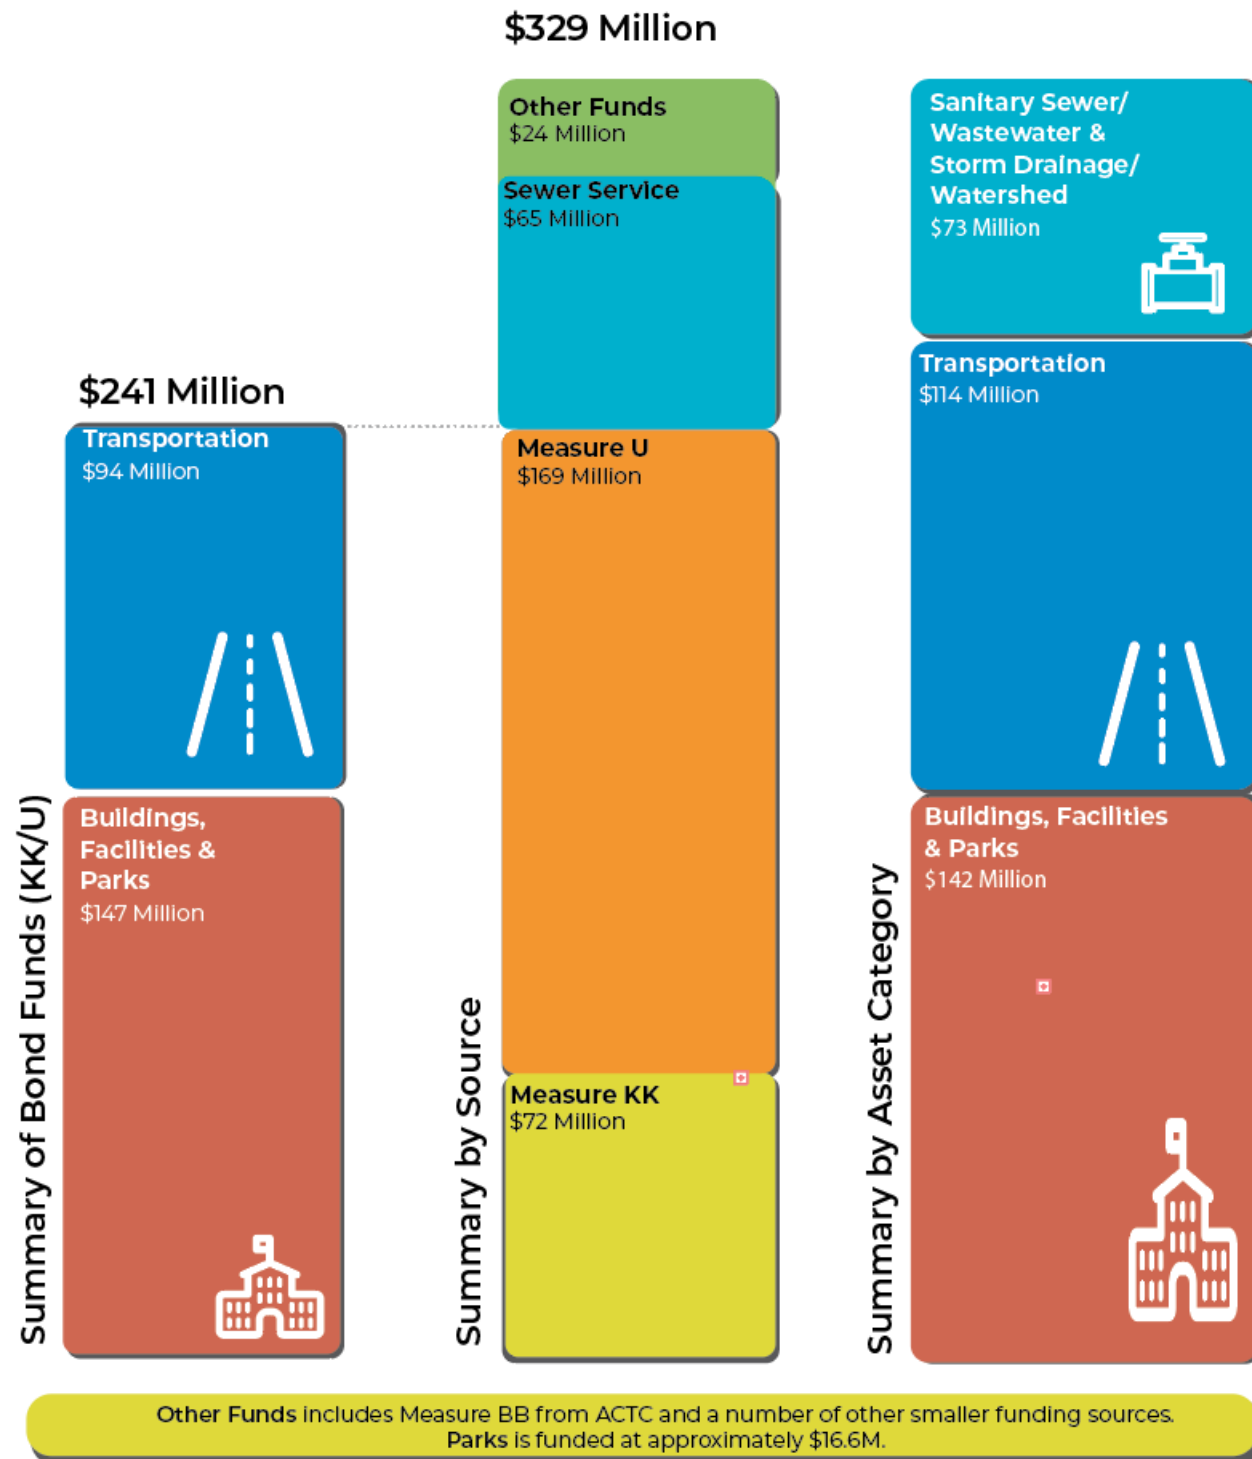 $329 Million
$241 Million
Summary of Bond Funds (KK/U)
Transportation
$94 Million
Buildings,
Facilities &
Parks
$147 Million
Summary by Source
Other Funds
$24 Million
Sewer Service
$65 Million
Measure U
$169 Million
Measure KK
$72 Million
Summary by Asset Category
Sanitary Sewer/
Wastewater &
Storm Drainage/
Watershed
$73 Million
Transportation
$114 Million
Buildings, Facilities
& Parks
$142 Million
Other Funds includes Measure BB from ACTC and a number of other smaller funding sources.
Parks is funded at approximately $16.6M.